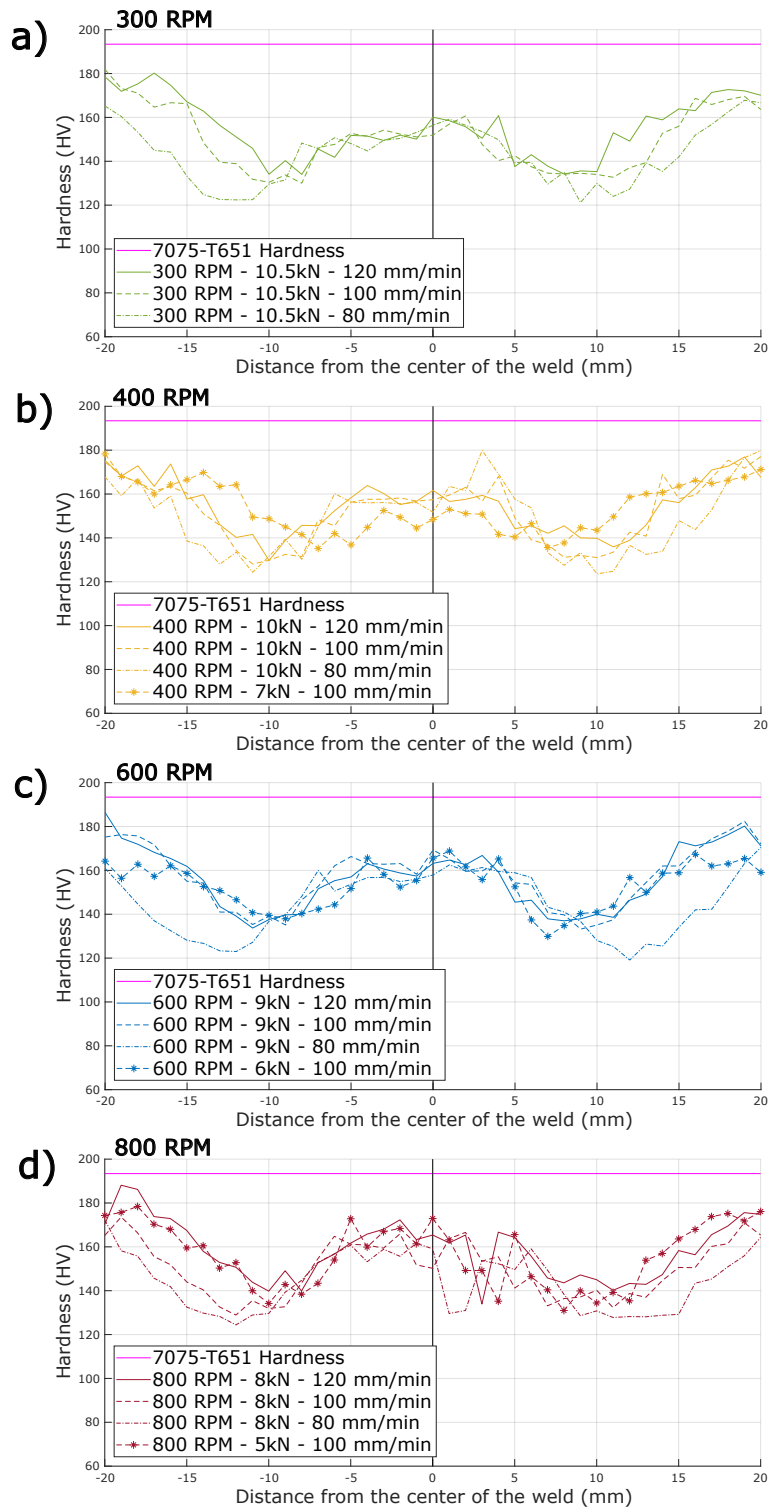 a)
300 RPM
200
180
160
140
120
100
80
60
Hardness (HV)
7075-T651 Hardness
300 RPM - 10.5kN - 120 mm/min
300 RPM - 10.5kN - 100 mm/min
300 RPM - 10.5kN - 80 mm/min
-20 -15 -10 -5 0 5 10 15 20
Distance from the center of the weld (mm)
b)
400 RPM
200
180
160
140
120
100
80
60
Hardness (HV)
7075-T651 Hardness
400 RPM - 10kN - 120 mm/min
400 RPM - 10kN - 100 mm/min
400 RPM - 10kN - 80 mm/min
400 RPM - 7kN - 100 mm/min
-20 -15 -10 -5 0 5 10 15 20
Distance from the center of the weld (mm)
c)
600 RPM
200
180
160
140
120
100
80
60
Hardness (HV)
7075-T651 Hardness
600 RPM - 9kN - 120 mm/min
600 RPM - 9kN - 100 mm/min
600 RPM - 9kN - 80 mm/min
600 RPM - 6kN - 100 mm/min
-20 -15 -10 -5 0 5 10 15 20
Distance from the center of the weld (mm)
d)
800 RPM
200
180
160
140
120
100
80
60
Hardness (HV)
7075-T651 Hardness
800 RPM - 8kN - 120 mm/min
800 RPM - 8kN - 100 mm/min
800 RPM - 8kN - 80 mm/min
800 RPM - 5kN - 100 mm/min
-20 -15 -10 -5 0 5 10 15 20
Distance from the center of the weld (mm)